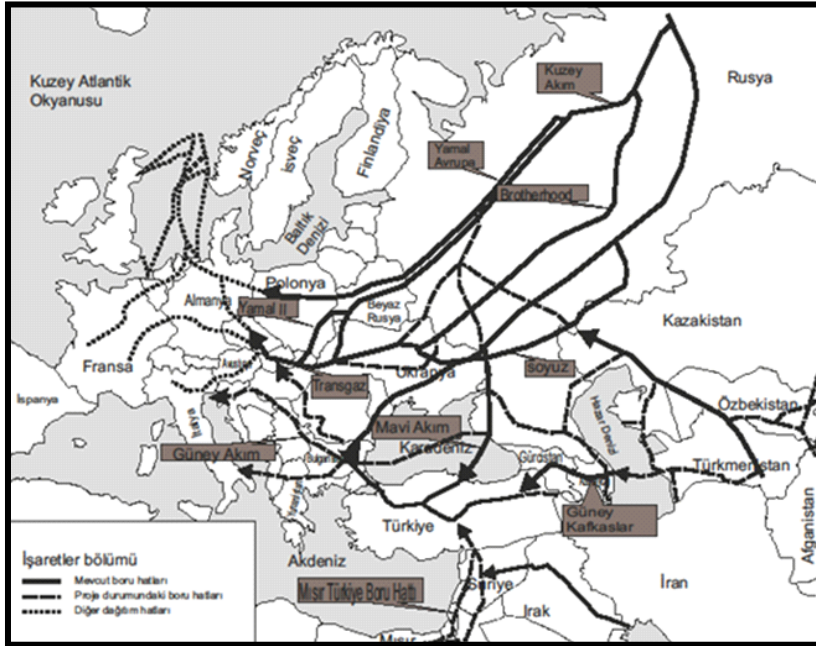 Kuzey Atlantik
Okyanusu
Rusya
Kuzey
Akım
Norveç
İsveç
Finlandiya
Yamal
Avrupa
Brotherhood
Baltık
Denizi
Polonya
Almanya
Yamal II
Beyaz
Rusya
Kazakistan
Fransa
Transgaz
Ukranya
soyuz
İspanya
İtalya
Mavi Akım
Karadeniz
Hazar Denizi
Özbekistan
Güney Akım
Gürcistan
Türkmenistan
Türkiye
Güney
Kafkaslar
Afganistan
Akdeniz
Mısır Türkiye Boru Hattı
Suriye
Irak
İran
Mısır
İşaretler bölümü
Mevcut boru hatları
Proje durumundaki boru hatları
Diğer dağıtım hatları